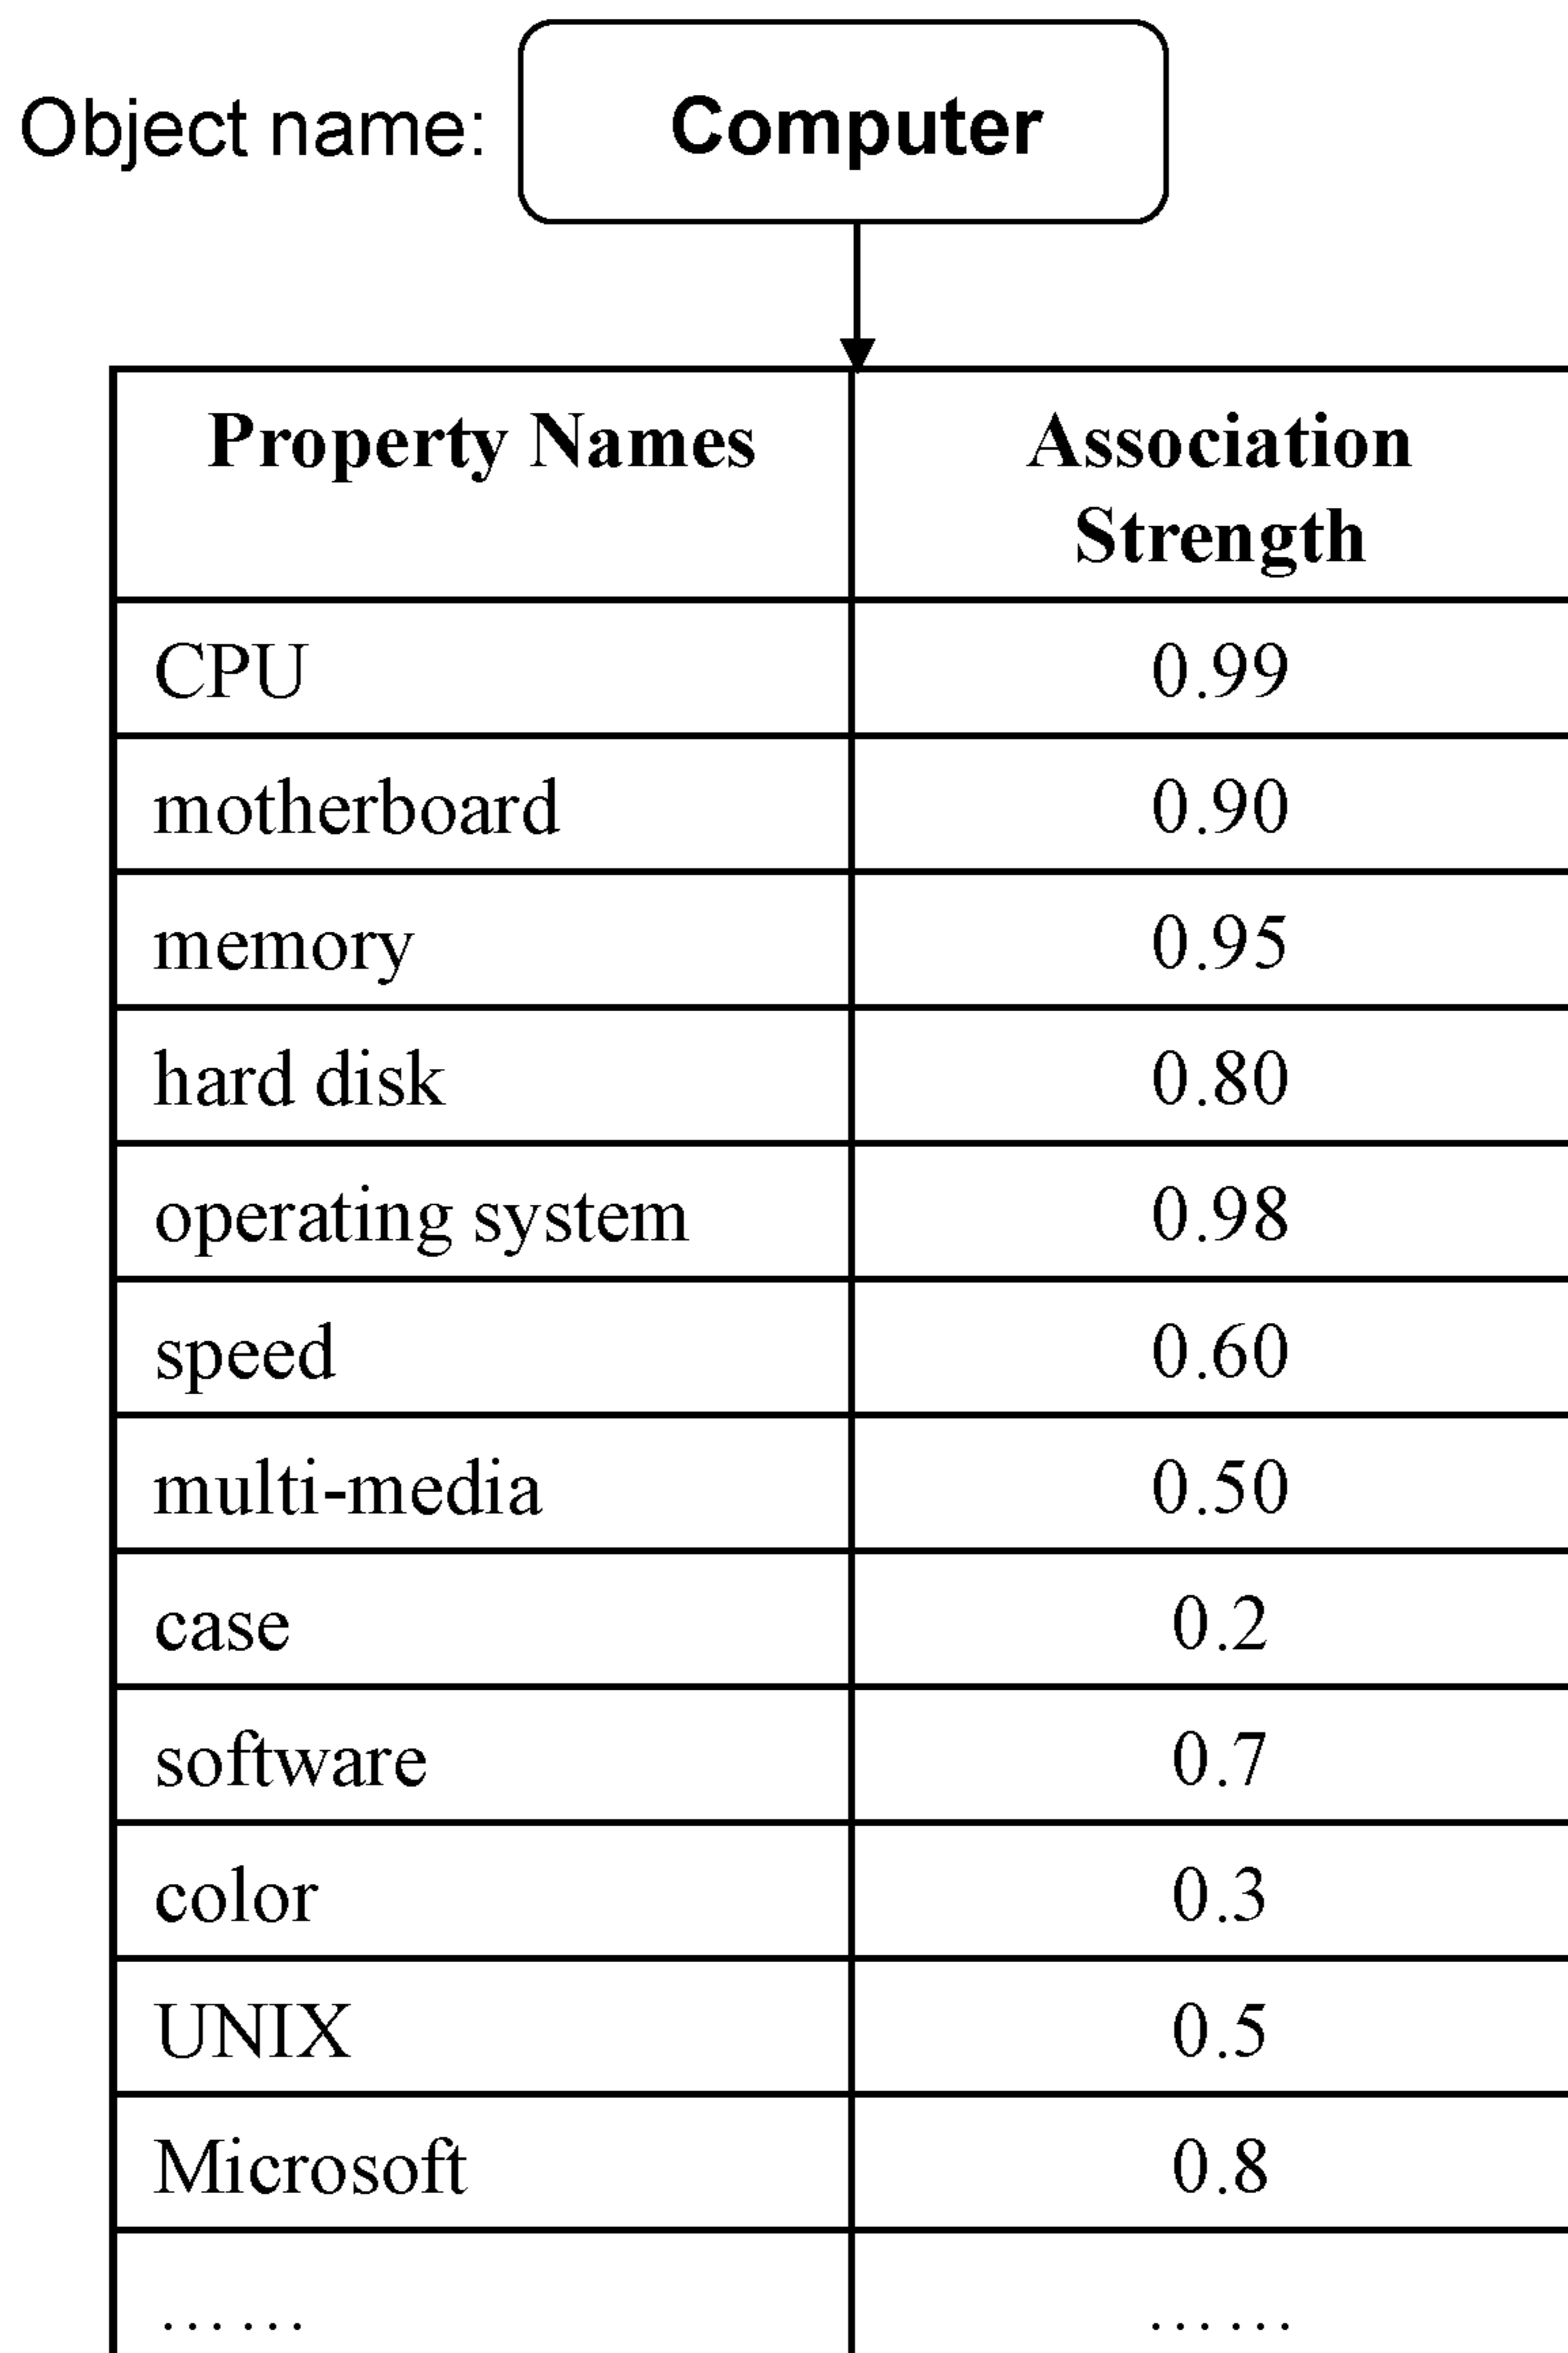 Object name: Computer
Property Names Association
Strength
CPU 0.99
motherboard 0.90
memory 0.95
hard disk 0.80
operating system 0.98
speed 0.60
multi-media 0.50
case 0.2
software 0.7
color 0.3
UNIX 0.5
Microsoft 0.8
...... ......